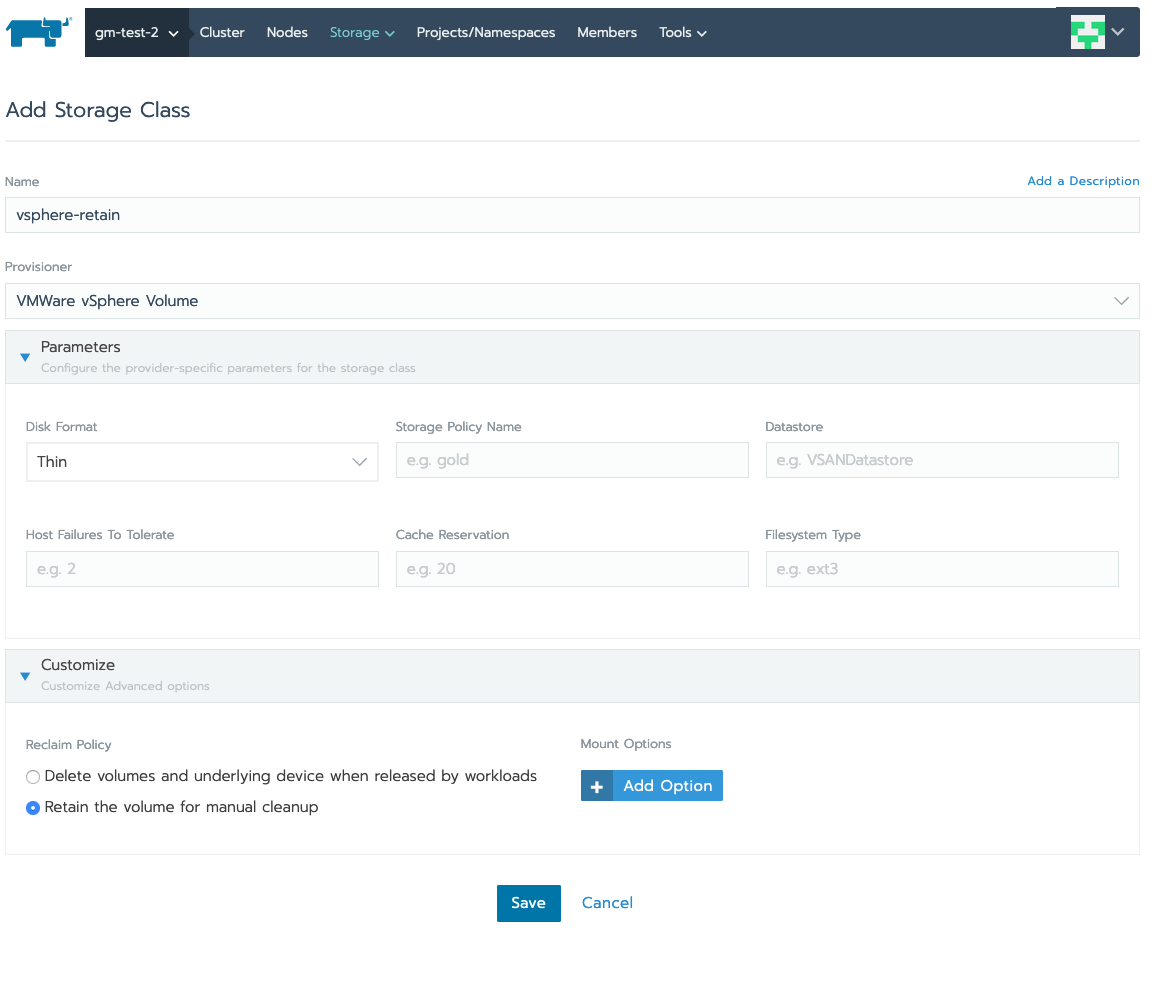 gm-test-2 Cluster Nodes Storage Projects/Namespaces Members Tools
Add Storage Class
Name Add a Description
vsphere-retain
Provisioner
VMWare vSphere Volume
Parameters
Configure the provider-specific parameters for the storage class
Disk Format Storage Policy Name Datastore
Thin e.g. gold e.g. VSANDatastore
Host Failures To Tolerate Cache Reservation Filesystem Type
e.g. 2 e.g. 20 e.g. ext3
Customize
Customize Advanced options
Reclaim Policy Mount Options
Delete volumes and underlying device when released by workloads Add Option
Retain the volume for manual cleanup
Save Cancel